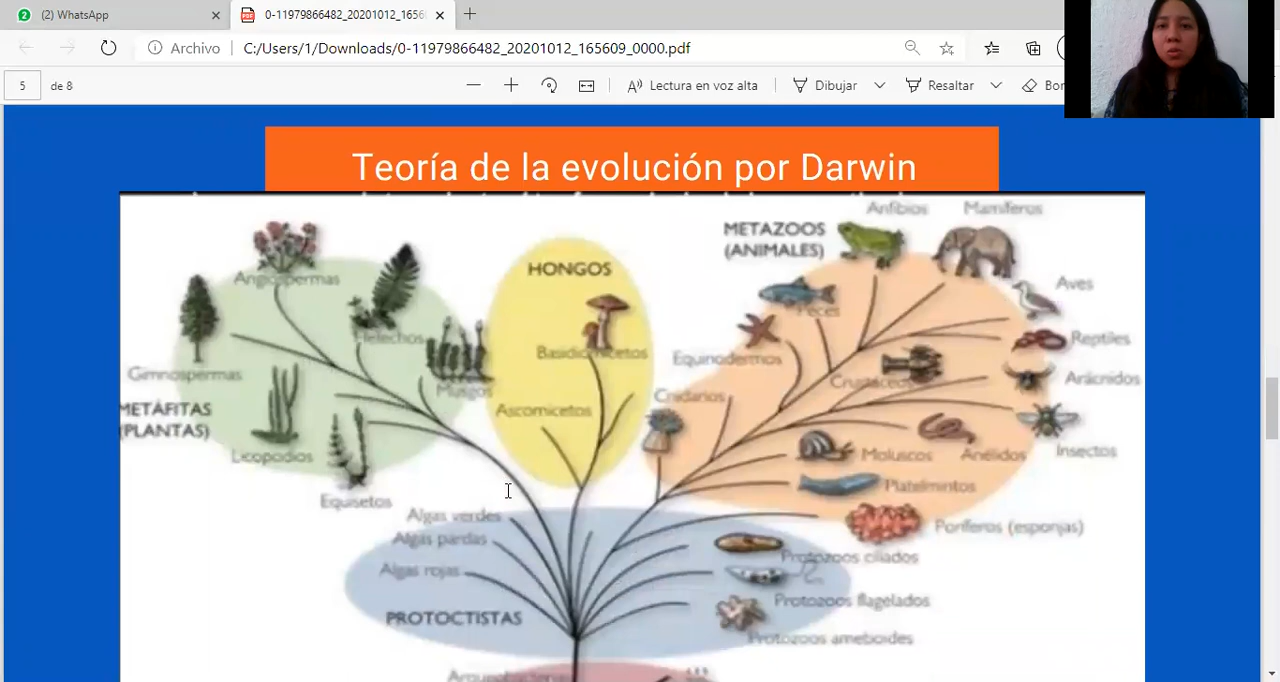 (2) WhatsApp
0-11979866482_20201012_1656
Archivo
C:/Users/1/Downloads/0-11979866482_20201012_165609_0000.pdf
5
de 8
Lectura en voz alta
Dibujar
Resaltar
Bor
Teoría de la evolución por Darwin
Anfibios
Mamíferos
METAZOOS
(ANIMALES)
HONGOS
Angiospermas
Aves
Peces
Helechos
Reptiles
Basidiomicetos
Equinodermos
Gimnospermas
Crustáceos
Arácnidos
Musgos
Cnidarios
METAFITAS
(PLANTAS)
Ascomicetos
Licopodios
Moluscos
Anélidos
Insectos
Platelmintos
Equisetos
Algas verdes
Poríferos (esponjas)
Algas pardas
Protozoos ciliados
Algas rojas
Protozoos flagelados
PROTOCTISTAS
Protozoos ameboides